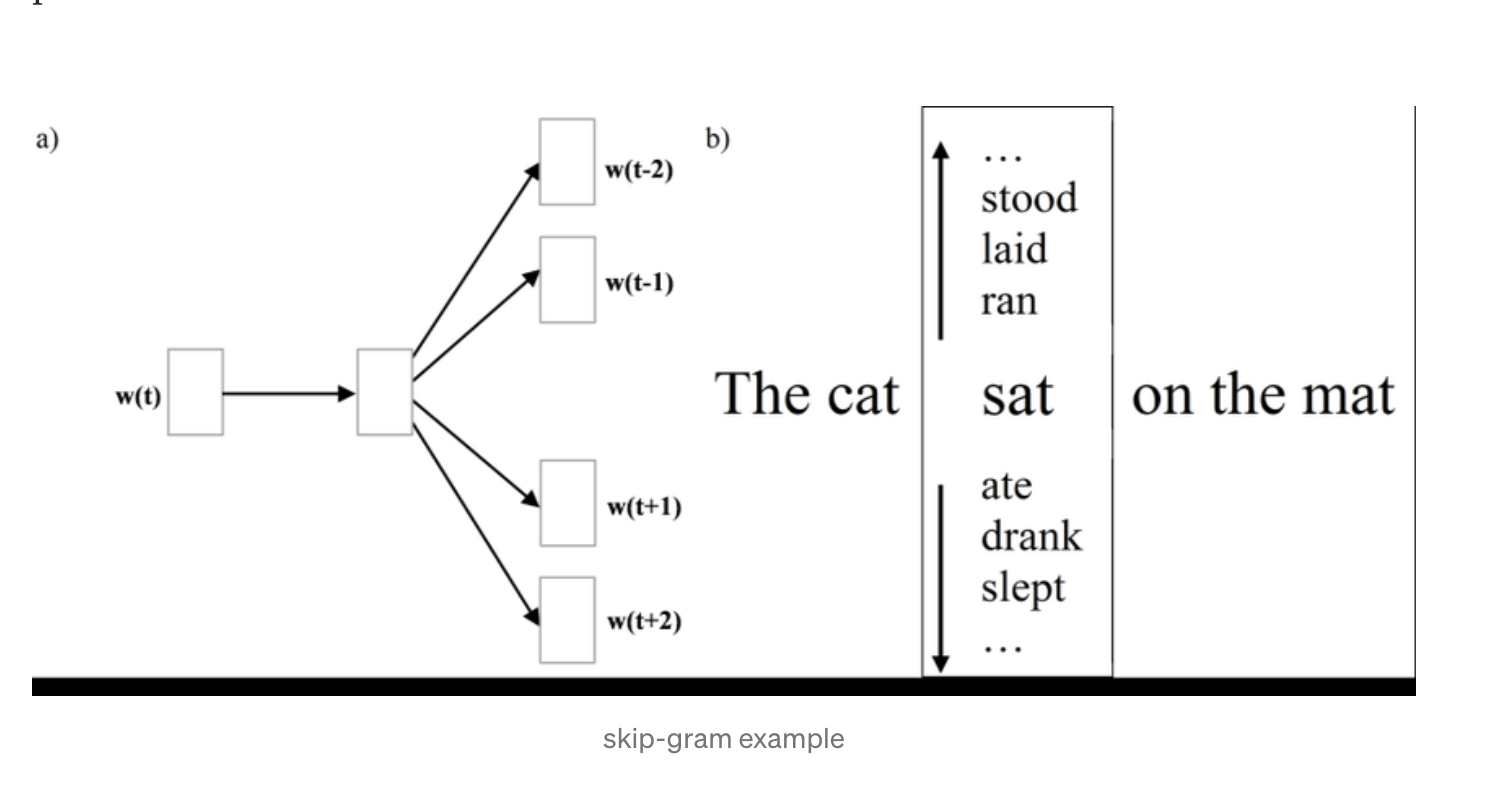 a)
w(t-2)
w(t-1)
w(t)
w(t+1)
w(t+2)
b)
...
stood
laid
ran
The cat sat on the mat
ate
drank
slept
...
skip-gram example